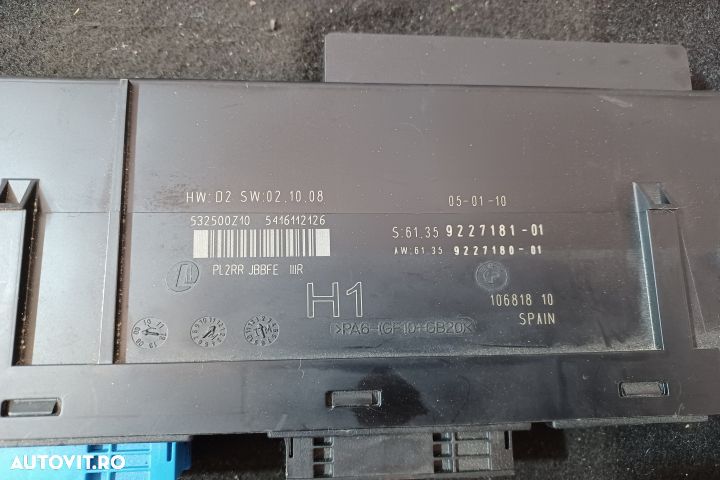 HW: D2 SW:02.10.08
05-01-10
S32500Z10 5416112126
S:61.35 9227181-01
AW:61.35 9227180-01
PL2RR JBBFE IIIR
H1
106818 10
SPAIN
>PA6-(GF10+GB20)<
AUTOVIT.RO